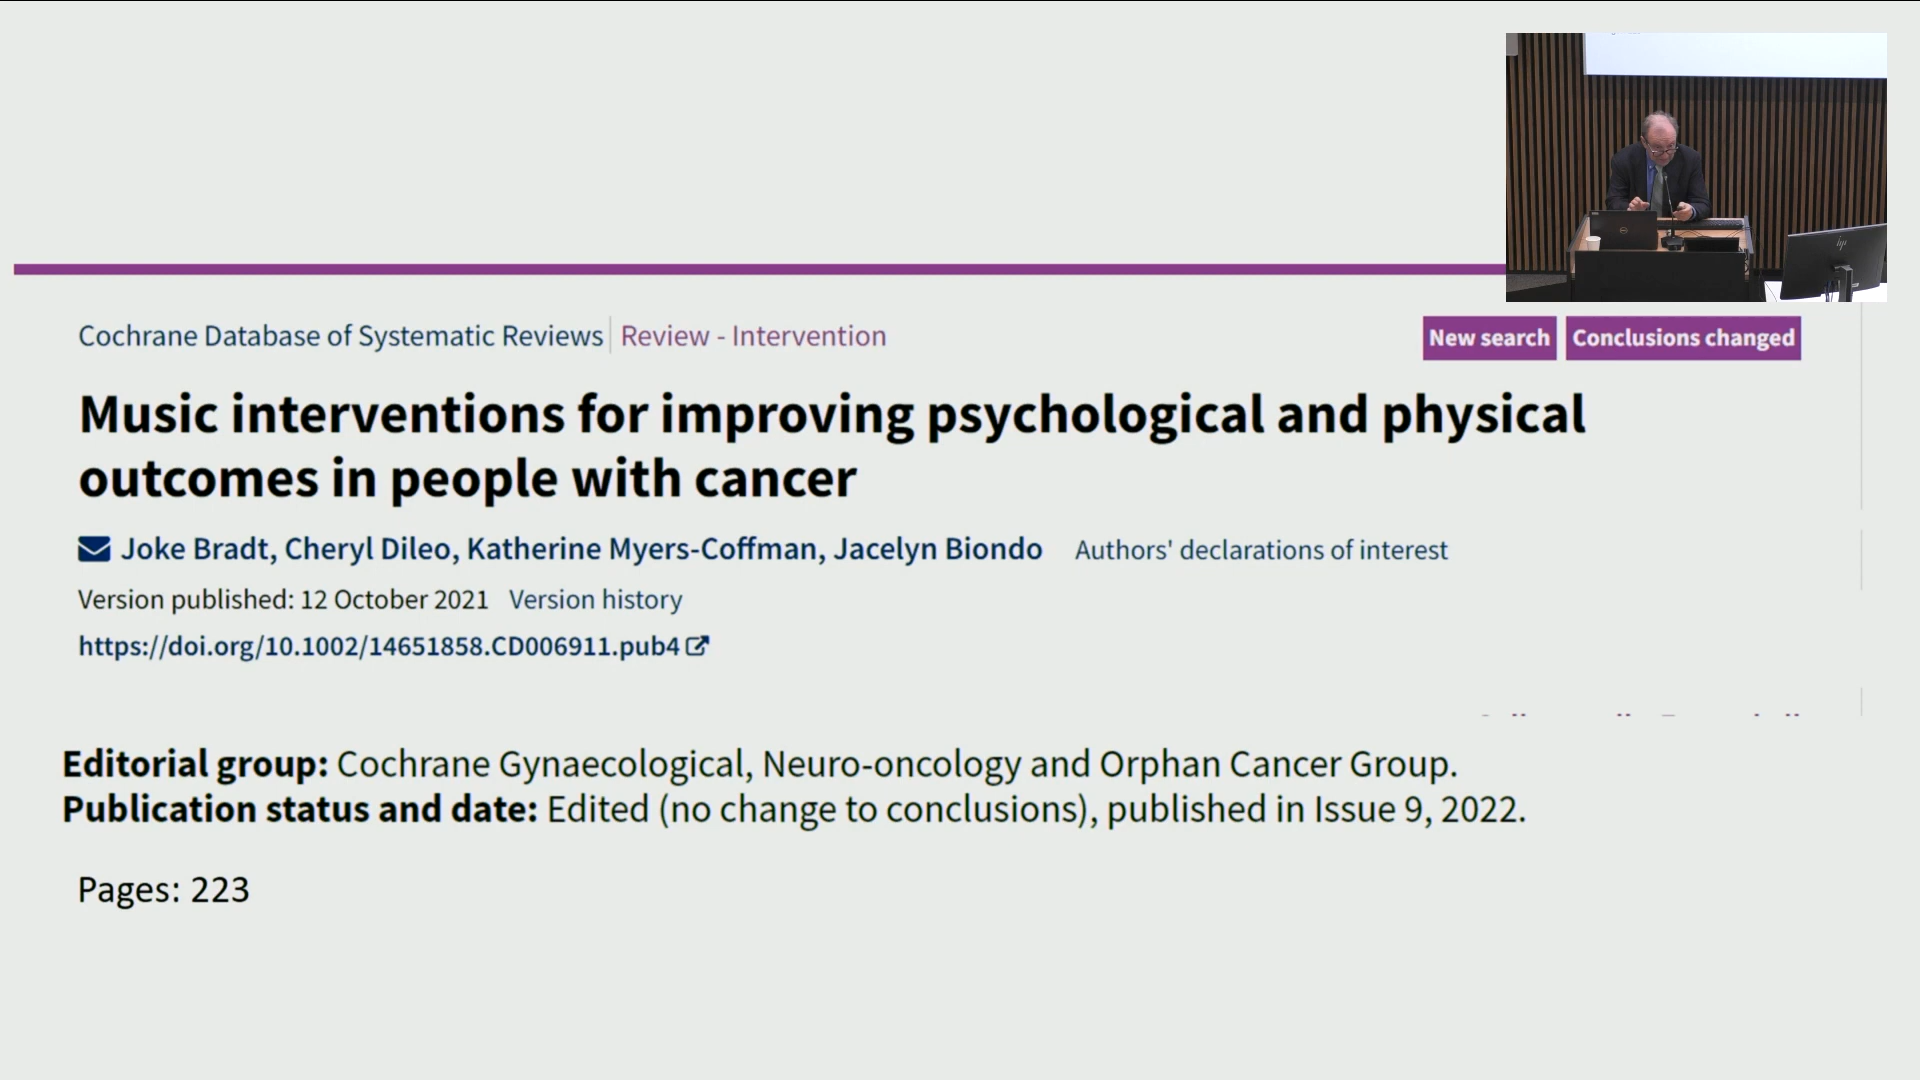 Cochrane Database of Systematic Reviews Review - Intervention
New search Conclusions changed
Music interventions for improving psychological and physical
outcomes in people with cancer
Joke Bradt, Cheryl Dileo, Katherine Myers-Coffman, Jacelyn Biondo Authors' declarations of interest
Version published: 12 October 2021 Version history
https://doi.org/10.1002/14651858.CD006911.pub4
Editorial group: Cochrane Gynaecological, Neuro-oncology and Orphan Cancer Group.
Publication status and date: Edited (no change to conclusions), published in Issue 9, 2022.
Pages: 223